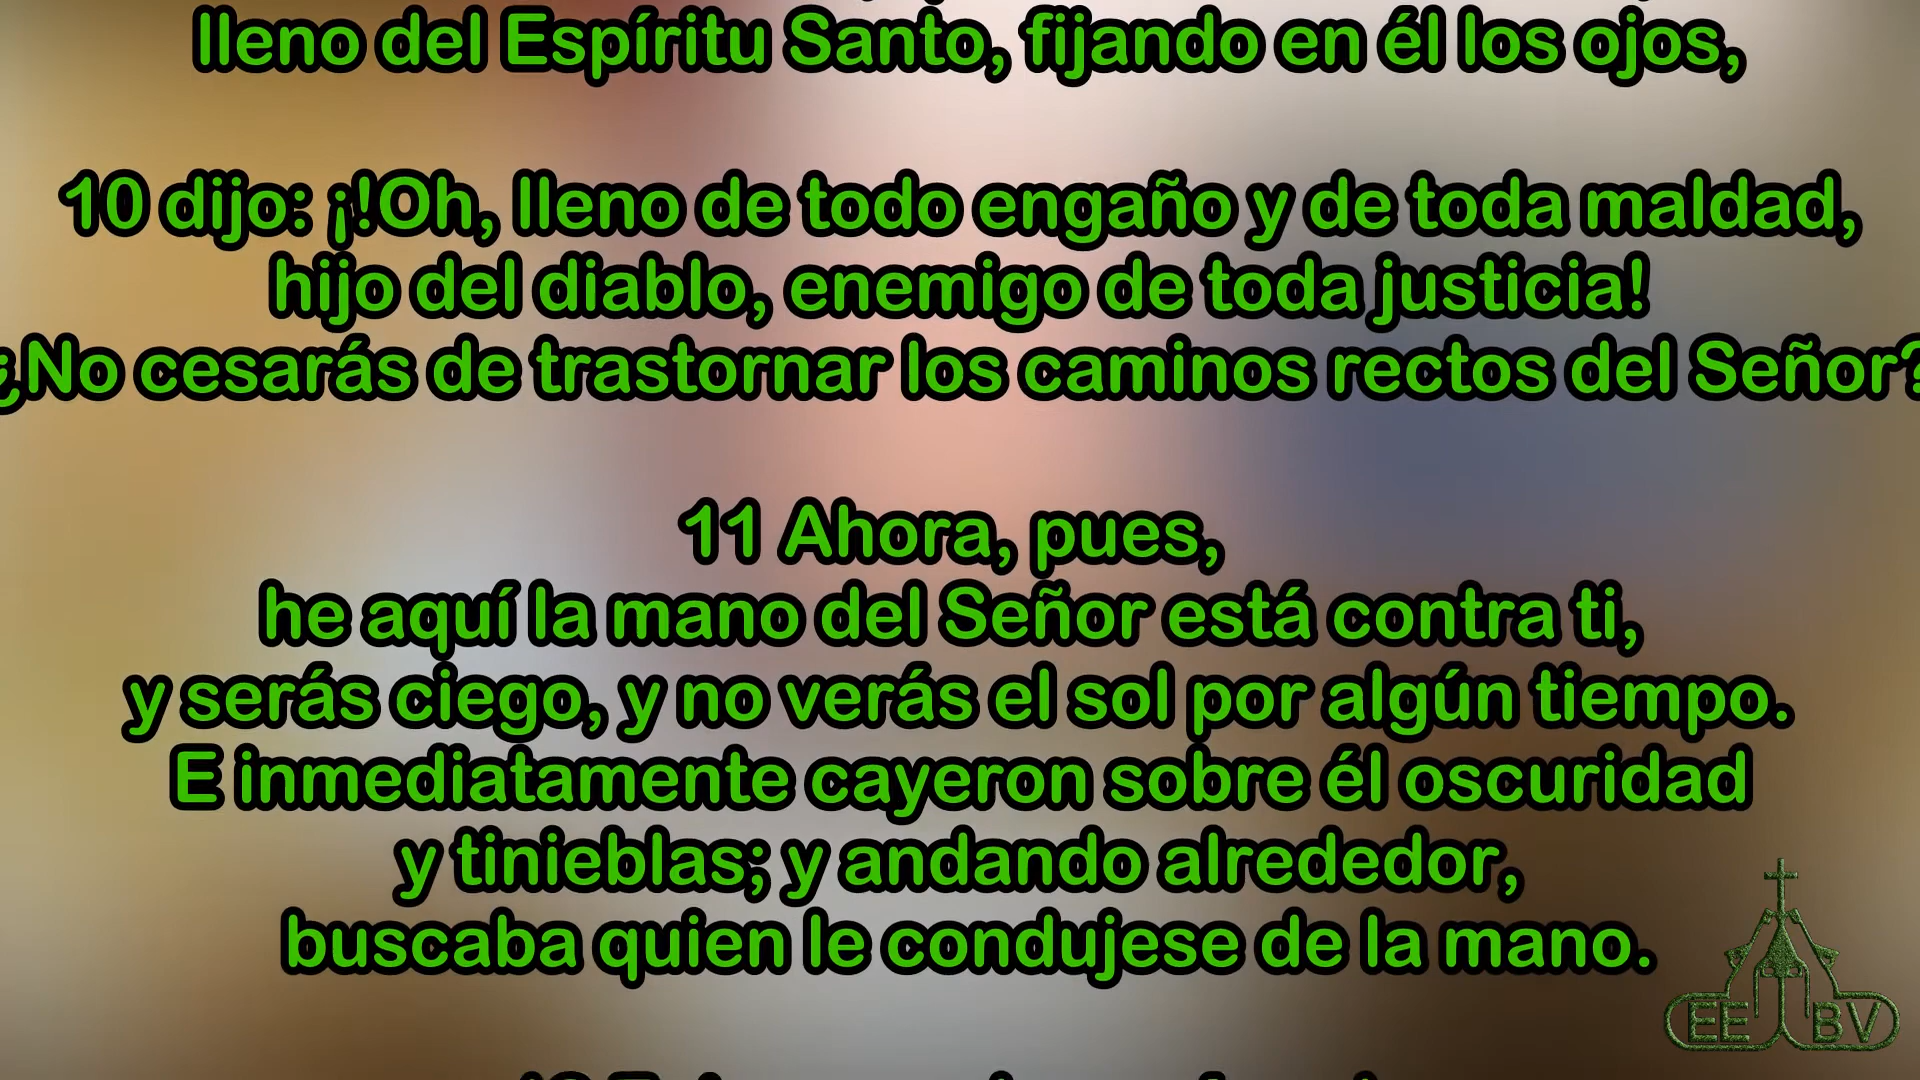 lleno del Espíritu Santo, fijando en él los ojos,
10 dijo: ¡!Oh, lleno de todo engaño y de toda maldad,
hijo del diablo, enemigo de toda justicia!
¿No cesarás de trastornar los caminos rectos del Señor?
11 Ahora, pues,
he aquí la mano del Señor está contra ti,
y serás ciego, y no verás el sol por algún tiempo.
E inmediatamente cayeron sobre él oscuridad
y tinieblas; y andando alrededor,
buscaba quien le condujese de la mano.
EE BV